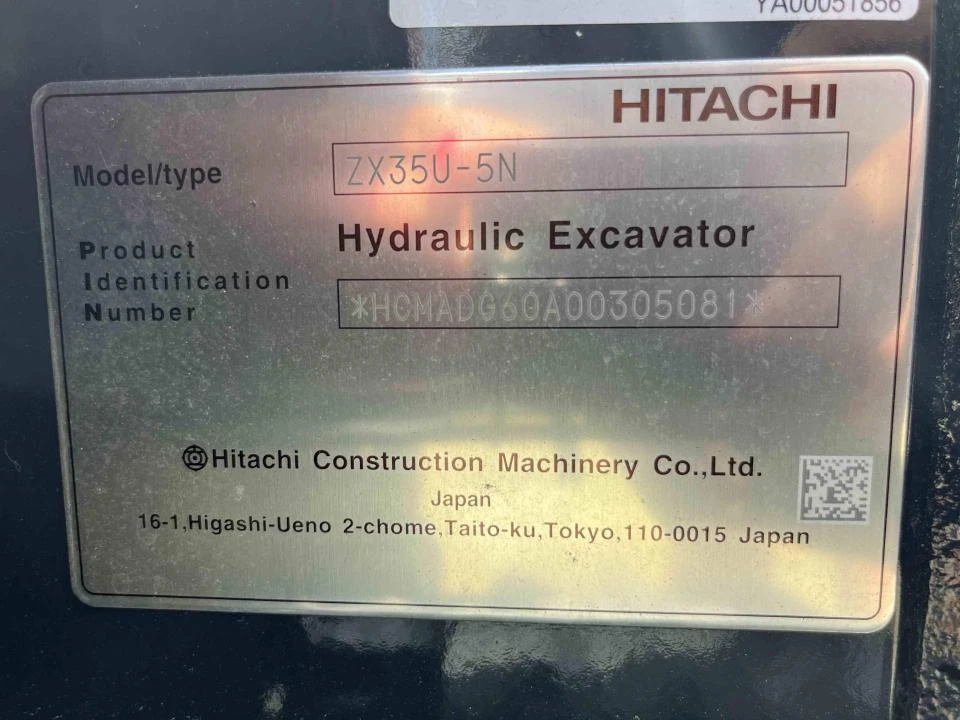 YA00051856
HITACHI
Model/type ZX35U-5N
Hydraulic Excavator
Product
Identification
Number
*HCMADG60A00305081*
Hitachi Construction Machinery Co.,Ltd.
Japan
16-1,Higashi-Ueno 2-chome,Taito-ku,Tokyo,110-0015 Japan